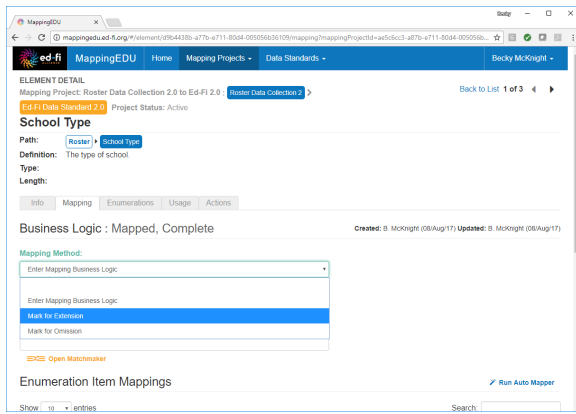 Becky
MappingEDU
mappingedu.ed-fi.org/#/element/d9b4438b-a77b-e711-80d4-005056b36109/mapping?mappingProjectId=ae5c6cc3-a87b-e711-80d4-005056b...
ed-fi ALLIANCE MappingEDU Home Mapping Projects Data Standards Becky McKnight
ELEMENT DETAIL
Mapping Project: Roster Data Collection 2.0 to Ed-Fi 2.0 : Roster Data Collection 2 Back to List 1 of 3
Ed-Fi Data Standard 2.0 Project Status: Active
School Type
Path: Roster School Type
Definition: The type of school.
Type:
Length:
Info Mapping Enumerations Usage Actions
Business Logic : Mapped, Complete Created: B. McKnight (08/Aug/17) Updated: B. McKnight (08/Aug/17)
Mapping Method:
Enter Mapping Business Logic
Enter Mapping Business Logic
Mark for Extension
Mark for Omission
Open Matchmaker
Enumeration Item Mappings Run Auto Mapper
Show 10 entries Search: